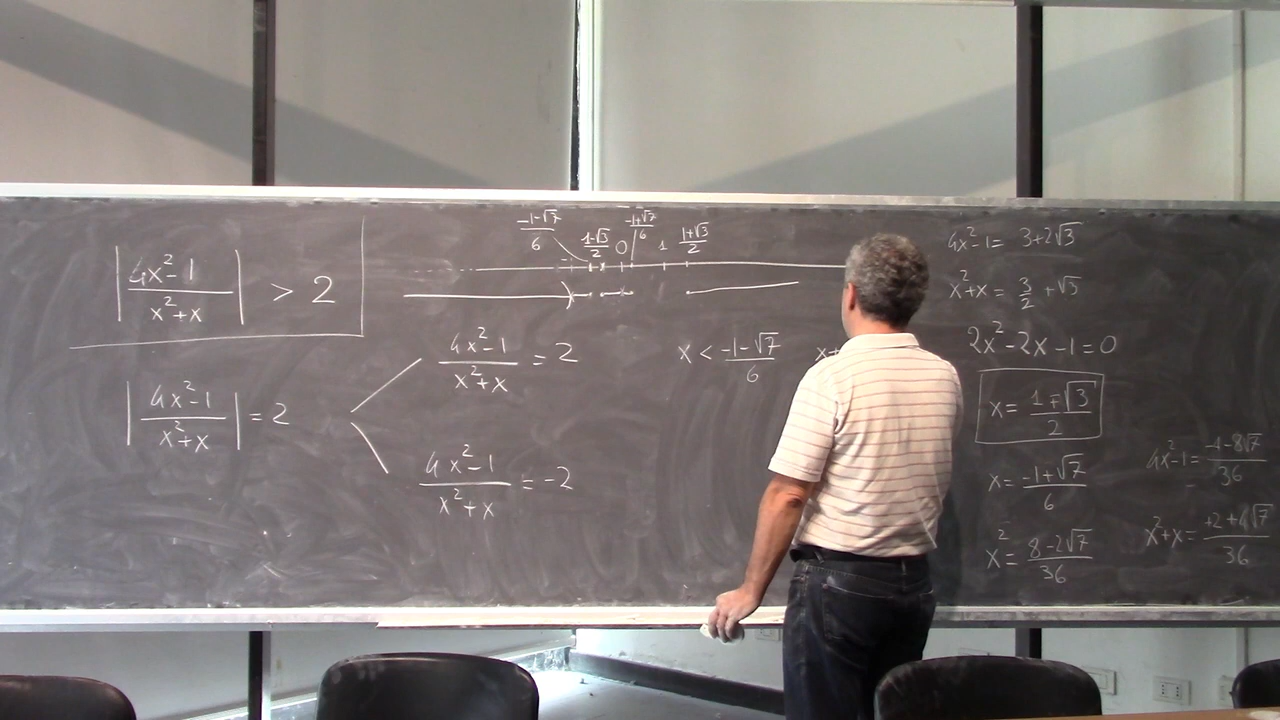 |4x²-1 / x²+x| > 2
|4x²-1 / x²+x| = 2
4x²-1 / x²+x = 2
4x²-1 / x²+x = -2
-1-√7 / 6   1-√3 / 2   0   -1+√7 / 6   1   1+√3 / 2
x < -1-√7 / 6
4x²-1 = 3+2√3
x²+x = 3/2 + √3
2x²-2x-1=0
x = 1+√3 / 2
x = -1+√7 / 6
x² = 8-2√7 / 36
4x²-1 = -4-8√7 / 36
x²+x = +2+4√7 / 36